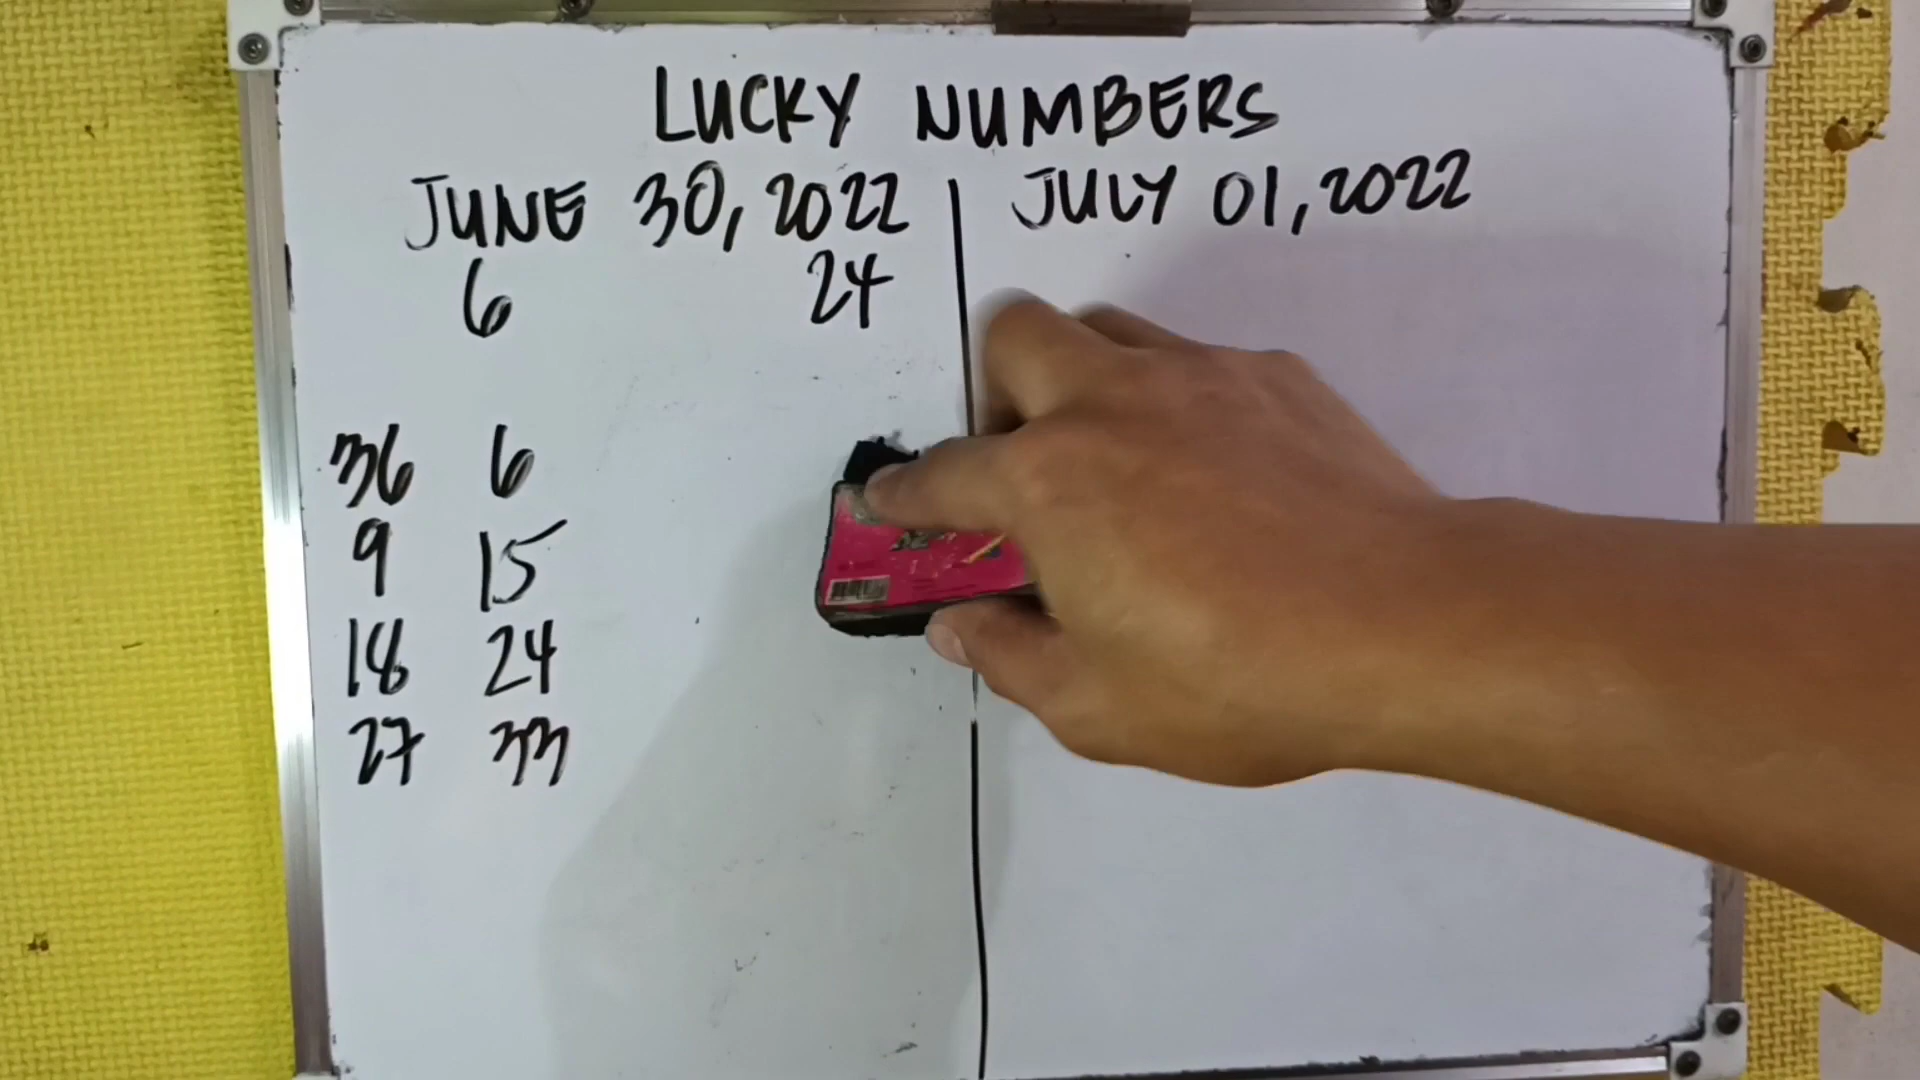 LUCKY NUMBERS
JUNE 30, 2022
6 24
36 6
9 15
18 24
27 33
JULY 01, 2022